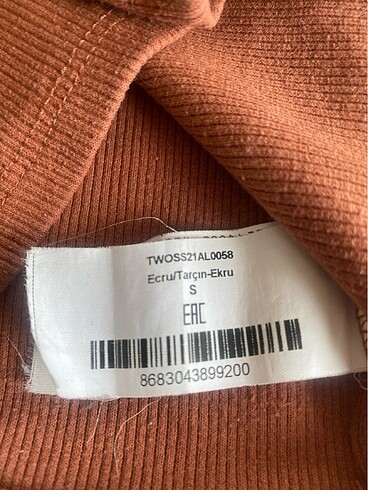 TWOSS21AL0058
Ecru/Tarçın-Ekru
S
EAC
8683043899200